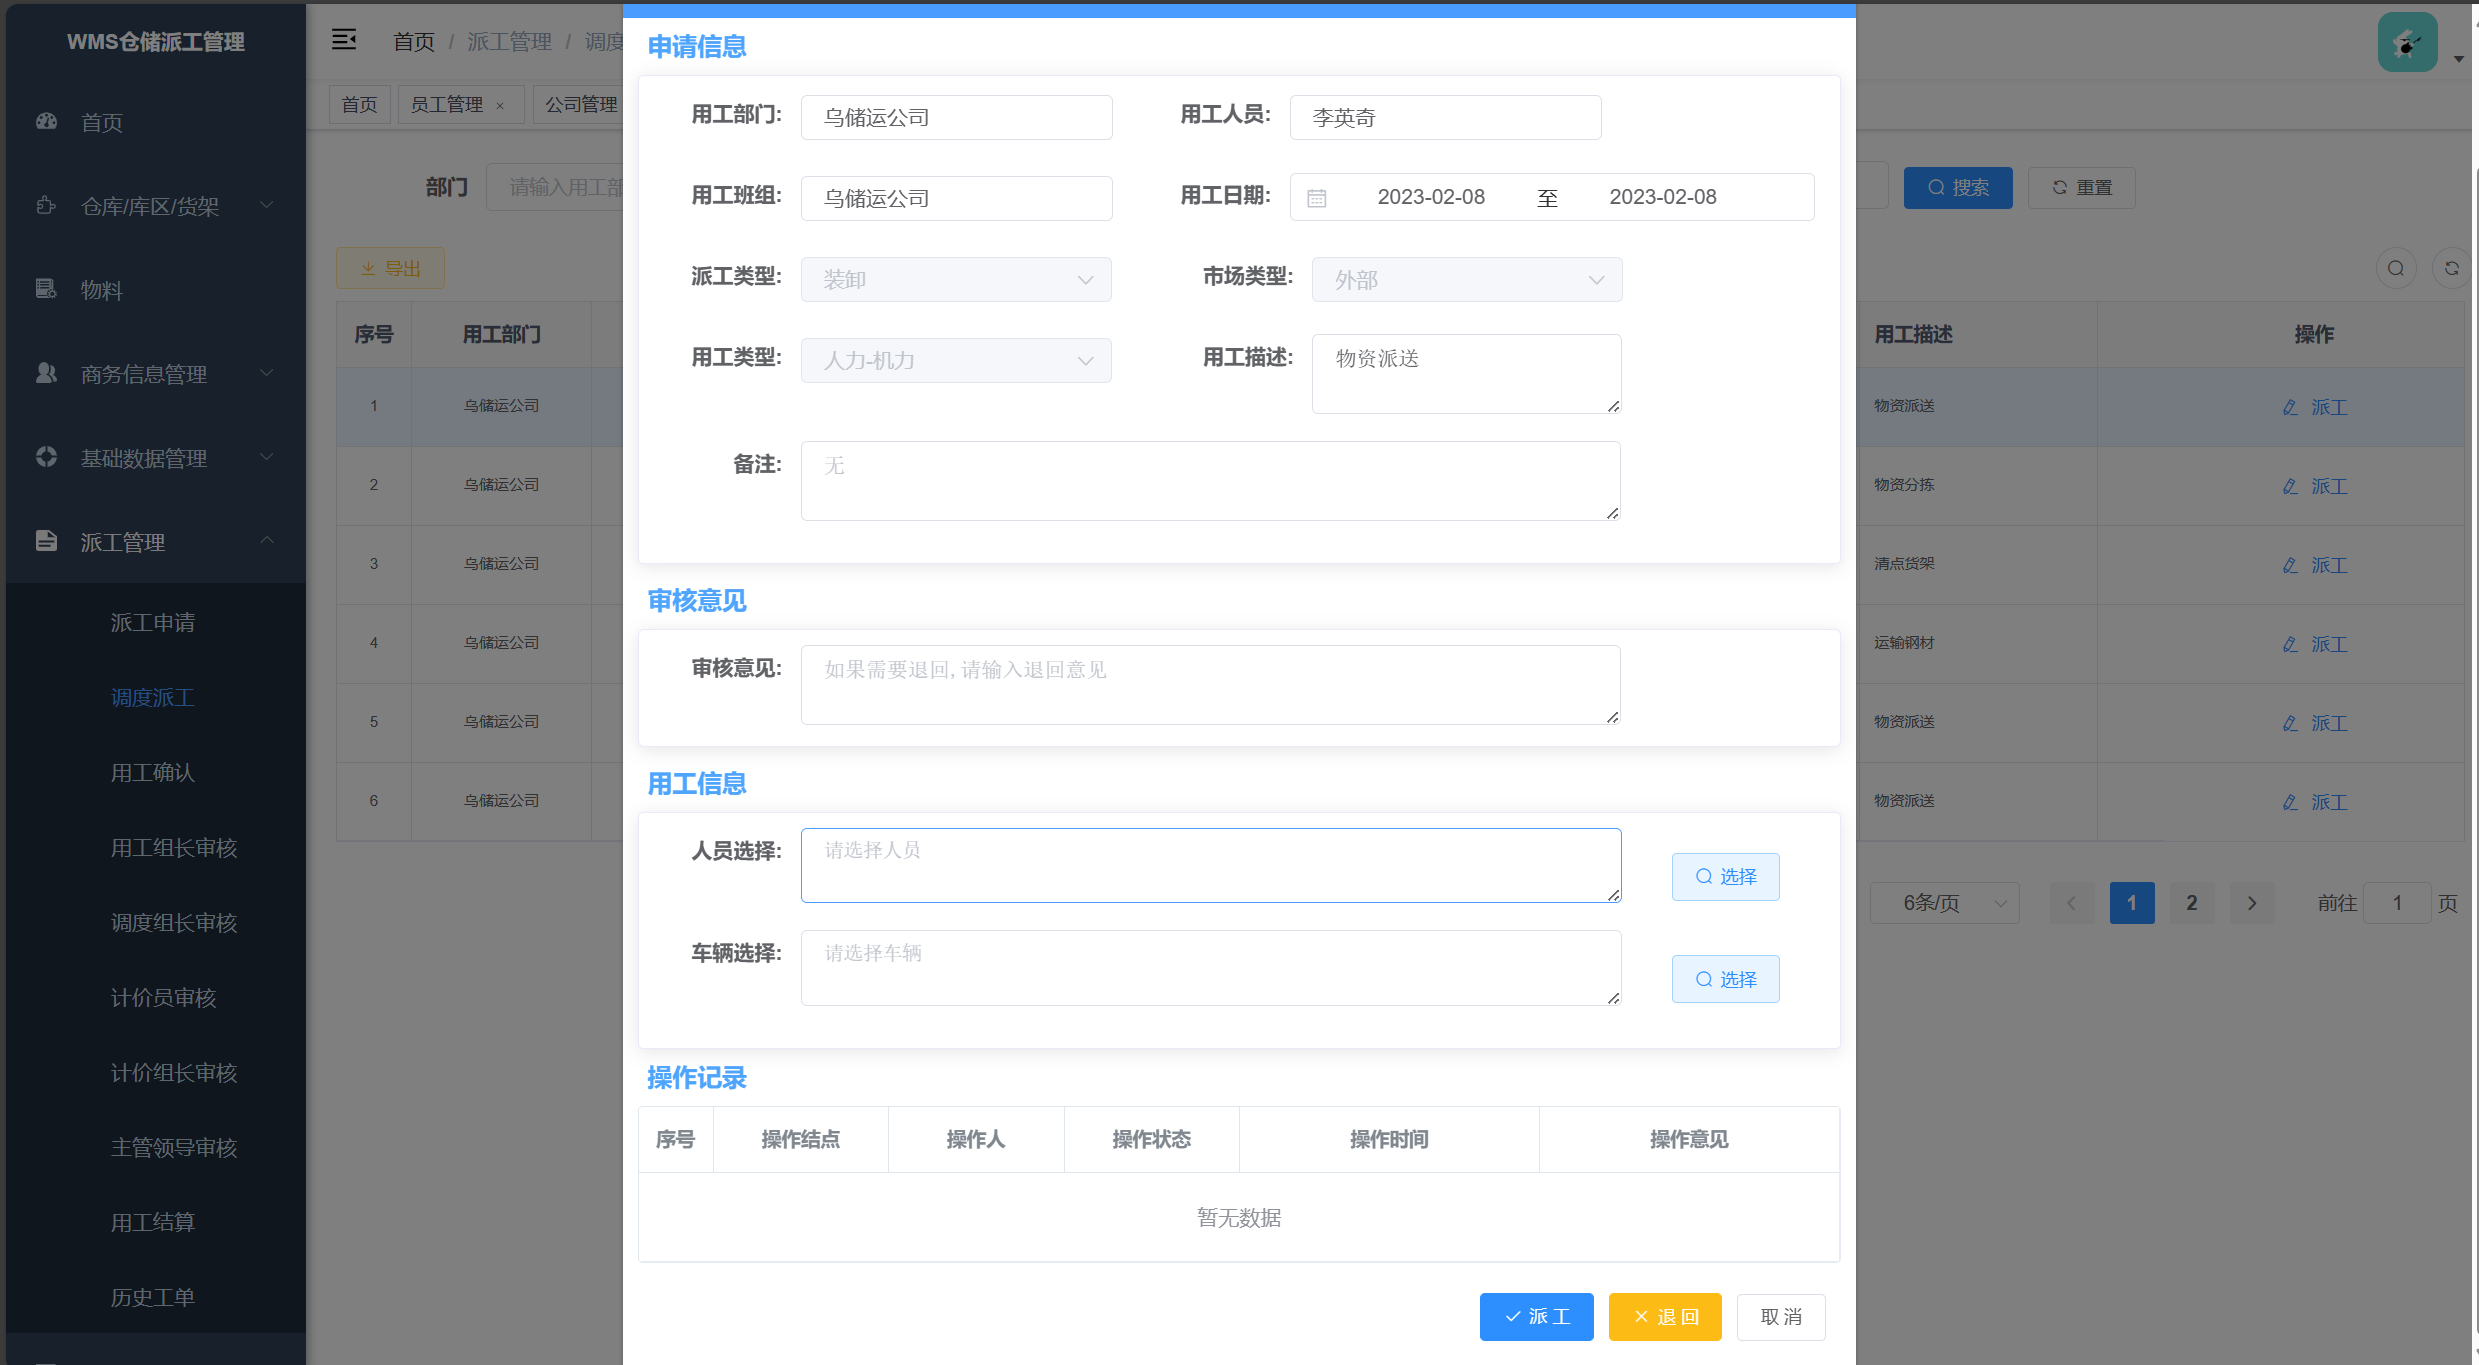 WMS仓储派工管理
首页
仓库/库区/货架
物料
商务信息管理
基础数据管理
派工管理
派工申请
调度派工
用工确认
用工组长审核
调度组长审核
计价员审核
计价组长审核
主管领导审核
用工结算
历史工单
首页 / 派工管理 / 调度
首页 员工管理 × 公司管理
部门 请输入用工部
搜索 重置
导出
序号 用工部门 用工描述 操作
1 乌储运公司 物资派送 派工
2 乌储运公司 物资分拣 派工
3 乌储运公司 清点货架 派工
4 乌储运公司 运输钢材 派工
5 乌储运公司 物资派送 派工
6 乌储运公司 物资派送 派工
6条/页 1 2 前往 1 页
申请信息
用工部门: 乌储运公司 用工人员: 李英奇
用工班组: 乌储运公司 用工日期: 2023-02-08 至 2023-02-08
派工类型: 装卸 市场类型: 外部
用工类型: 人力-机力 用工描述: 物资派送
备注: 无
审核意见
审核意见: 如果需要退回,请输入退回意见
用工信息
人员选择: 请选择人员 选择
车辆选择: 请选择车辆 选择
操作记录
序号 操作结点 操作人 操作状态 操作时间 操作意见
暂无数据
派 工 退 回 取 消